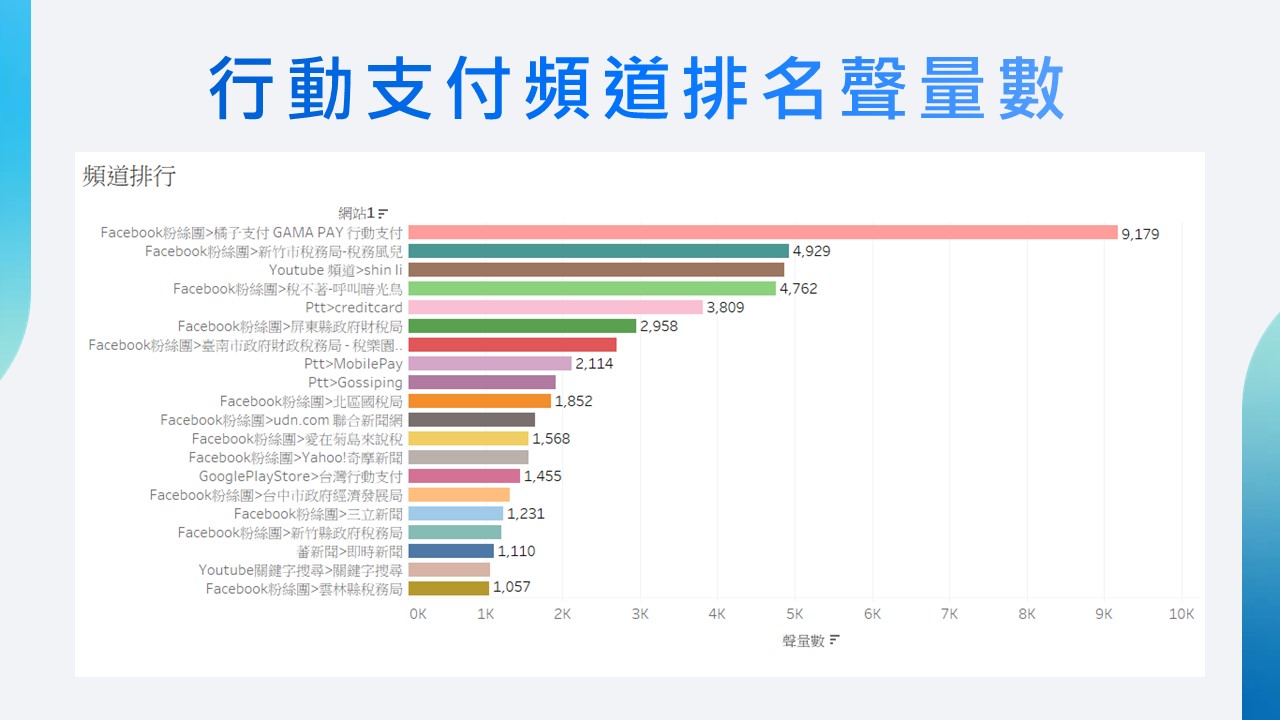 行動支付頻道排名聲量數
頻道排行
網站1
Facebook粉絲團>橘子支付 GAMA PAY 行動支付 9,179
Facebook粉絲團>新竹市稅務局-稅務風兒 4,929
Youtube 頻道>shin li
Facebook粉絲團>稅不著-呼叫暗光鳥 4,762
Ptt>creditcard 3,809
Facebook粉絲團>屏東縣政府財稅局 2,958
Facebook粉絲團>臺南市政府財政稅務局 - 稅樂園..
Ptt>MobilePay 2,114
Ptt>Gossiping
Facebook粉絲團>北區國稅局 1,852
Facebook粉絲團>udn.com 聯合新聞網
Facebook粉絲團>愛在菊島來說稅 1,568
Facebook粉絲團>Yahoo!奇摩新聞
GooglePlayStore>台灣行動支付 1,455
Facebook粉絲團>台中市政府經濟發展局
Facebook粉絲團>三立新聞 1,231
Facebook粉絲團>新竹縣政府稅務局
蕃新聞>即時新聞 1,110
Youtube關鍵字搜尋>關鍵字搜尋
Facebook粉絲團>雲林縣稅務局 1,057
0K 1K 2K 3K 4K 5K 6K 7K 8K 9K 10K
聲量數